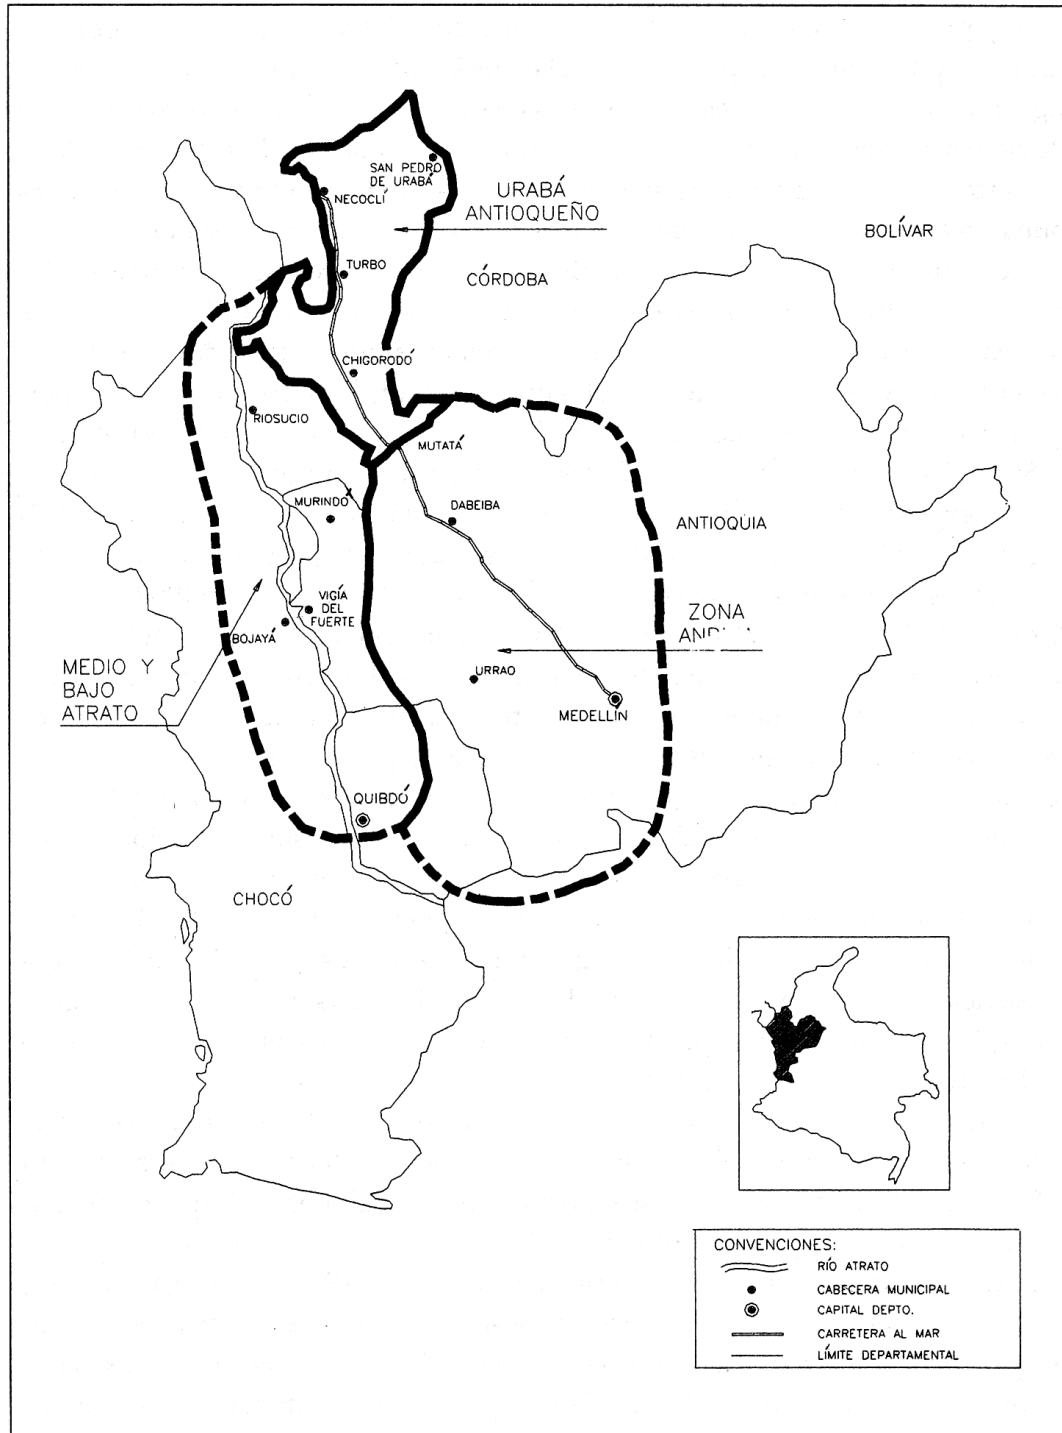 SAN PEDRO
DE URABÁ
NECOCLÍ
URABÁ
ANTIOQUEÑO
BOLÍVAR
TURBO
CÓRDOBA
CHIGORODÓ
RIOSUCIO
MUTATÁ
MURINDÓ
DABEIBA
ANTIOQUIA
VIGÍA
DEL
FUERTE
BOJAYÁ
ZONA
MEDIO Y
BAJO
ATRATO
URRAO
MEDELLÍN
QUIBDÓ
CHOCÓ
CONVENCIONES:
RÍO ATRATO
CABECERA MUNICIPAL
CAPITAL DEPTO.
CARRETERA AL MAR
LÍMITE DEPARTAMENTAL